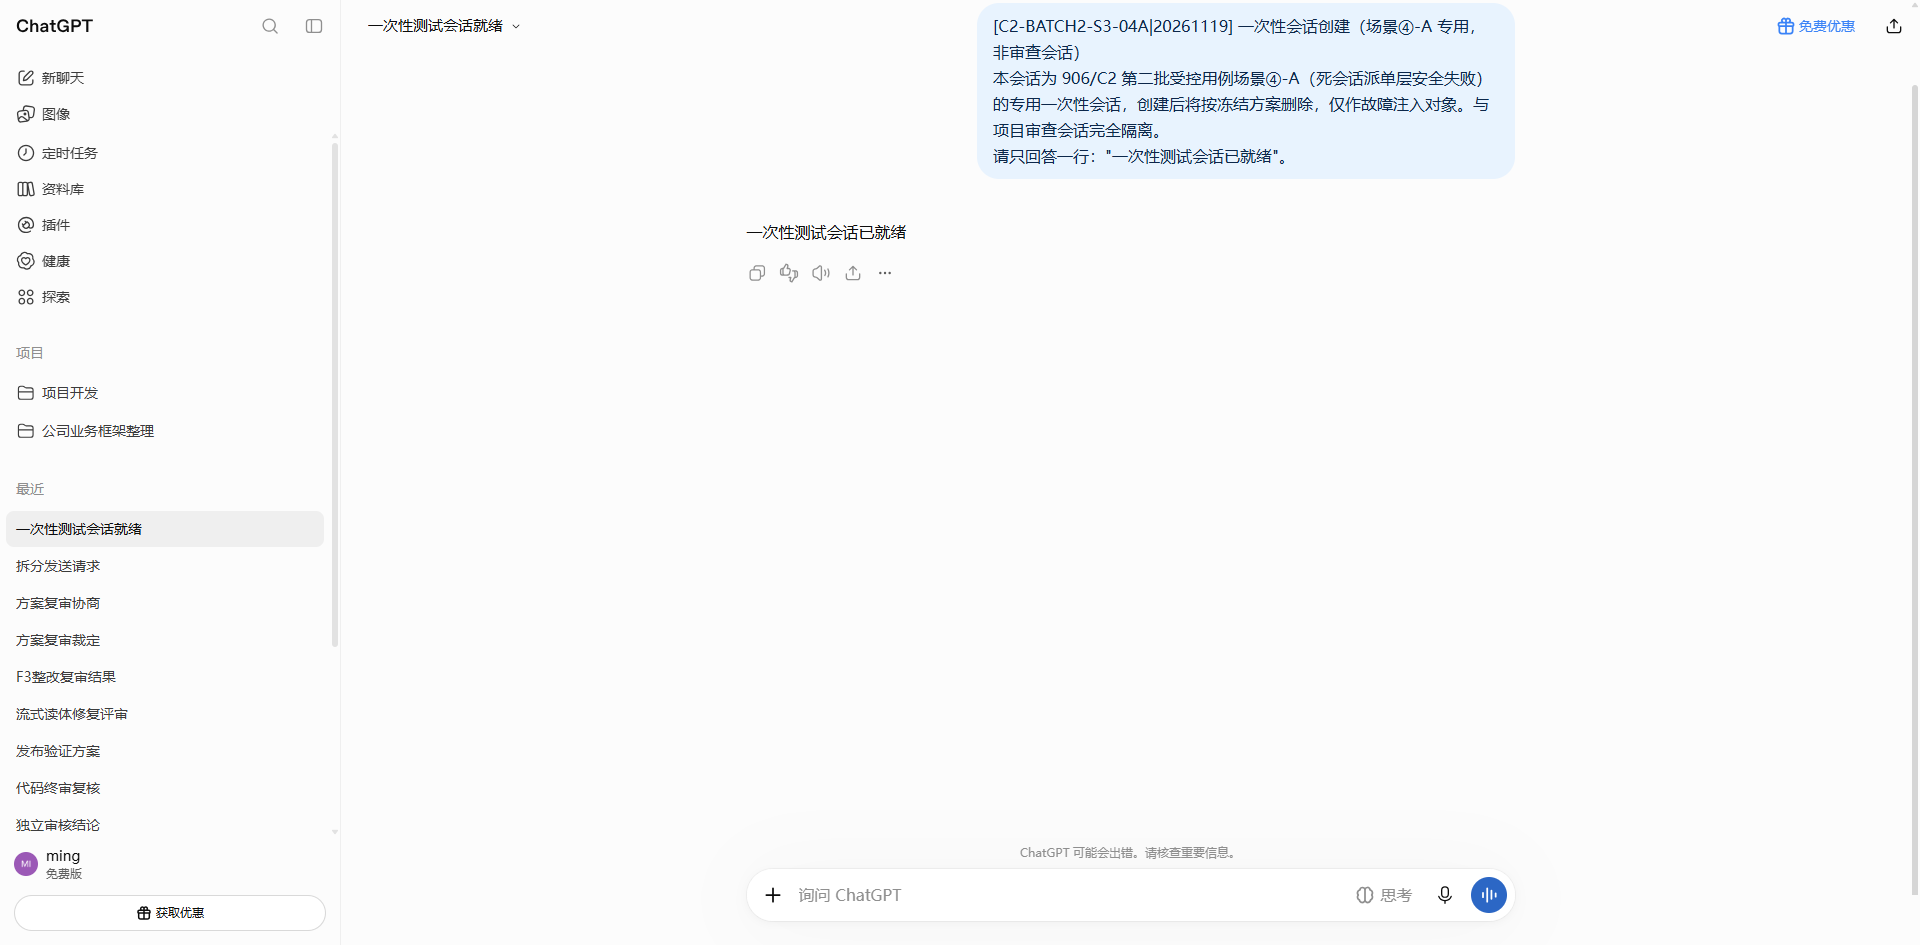 ChatGPT
新聊天
图像
定时任务
资料库
插件
健康
探索
项目
项目开发
公司业务框架整理
最近
一次性测试会话就绪
拆分发送请求
方案复审协商
方案复审裁定
F3整改复审结果
流式读体修复评审
发布验证方案
代码终审复核
独立审核结论
MI
ming
免费版
获取优惠
一次性测试会话就绪
免费优惠
[C2-BATCH2-S3-04A|20261119] 一次性会话创建（场景④-A 专用，
非审查会话）
本会话为 906/C2 第二批受控用例场景④-A（死会话派单层安全失败）
的专用一次性会话，创建后将按冻结方案删除，仅作故障注入对象。与
项目审查会话完全隔离。
请只回答一行："一次性测试会话已就绪"。
一次性测试会话已就绪
ChatGPT 可能会出错。请核查重要信息。
询问 ChatGPT
思考